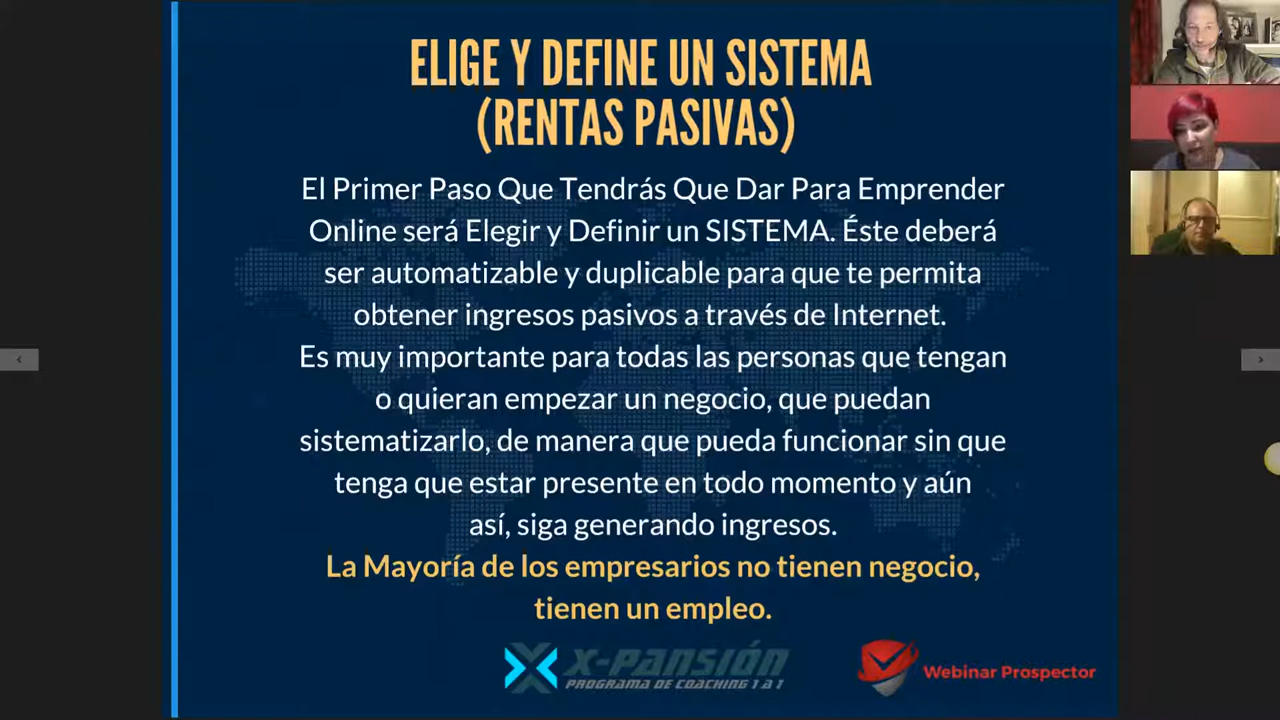 ELIGE Y DEFINE UN SISTEMA
(RENTAS PASIVAS)
El Primer Paso Que Tendrás Que Dar Para Emprender
Online será Elegir y Definir un SISTEMA. Éste deberá
ser automatizable y duplicable para que te permita
obtener ingresos pasivos a través de Internet.
Es muy importante para todas las personas que tengan
o quieran empezar un negocio, que puedan
sistematizarlo, de manera que pueda funcionar sin que
tenga que estar presente en todo momento y aún
así, siga generando ingresos.
La Mayoría de los empresarios no tienen negocio,
tienen un empleo.
X-PANSIÓN
PROGRAMA DE COACHING 1 A 1
Webinar Prospector